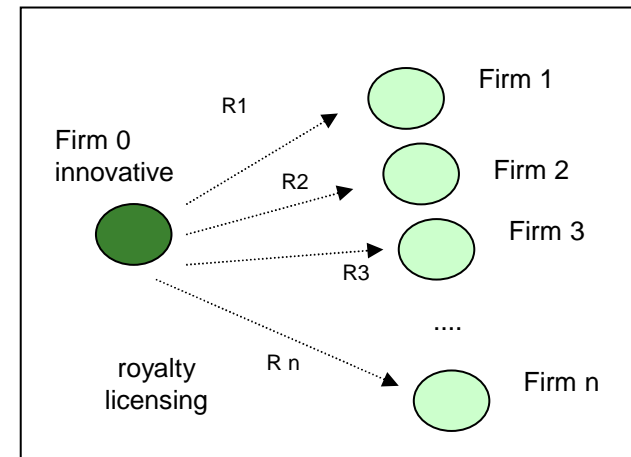 Firm 1
R1
Firm 0
innovative
Firm 2
R2
Firm 3
R3
....
R n
royalty
licensing
Firm n